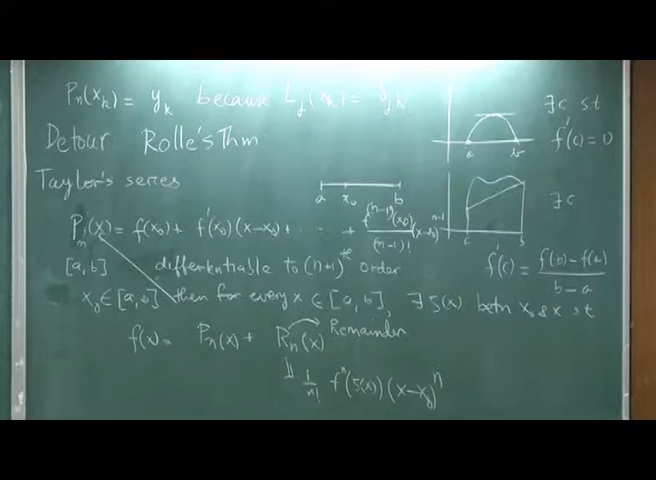 Pₙ(xₖ) = yₖ because Lⱼ(xₖ) = δⱼₖ
Detour Rolle's Thm
∃ c s.t
f'(c) = 0
a b
Taylor's series
a x₀ b
∃ c
Pₙ(x) = f(x₀) + f'(x₀)(x-x₀) + ...... + f⁽ⁿ⁻¹⁾(x₀)/(n-1)! (x-x₀)ⁿ⁻¹
b
[a, b] differentiable to (n+1)ᵗʰ order
f'(c) = f(b) - f(a) / b - a
x₀ ∈ [a, b] then for every x ∈ [a, b], ∃ ζ(x) betn x₀ & x s.t
f(x) = Pₙ(x) + Rₙ(x) Remainder
1/n! fⁿ(ζ(x)) (x-x₀)ⁿ